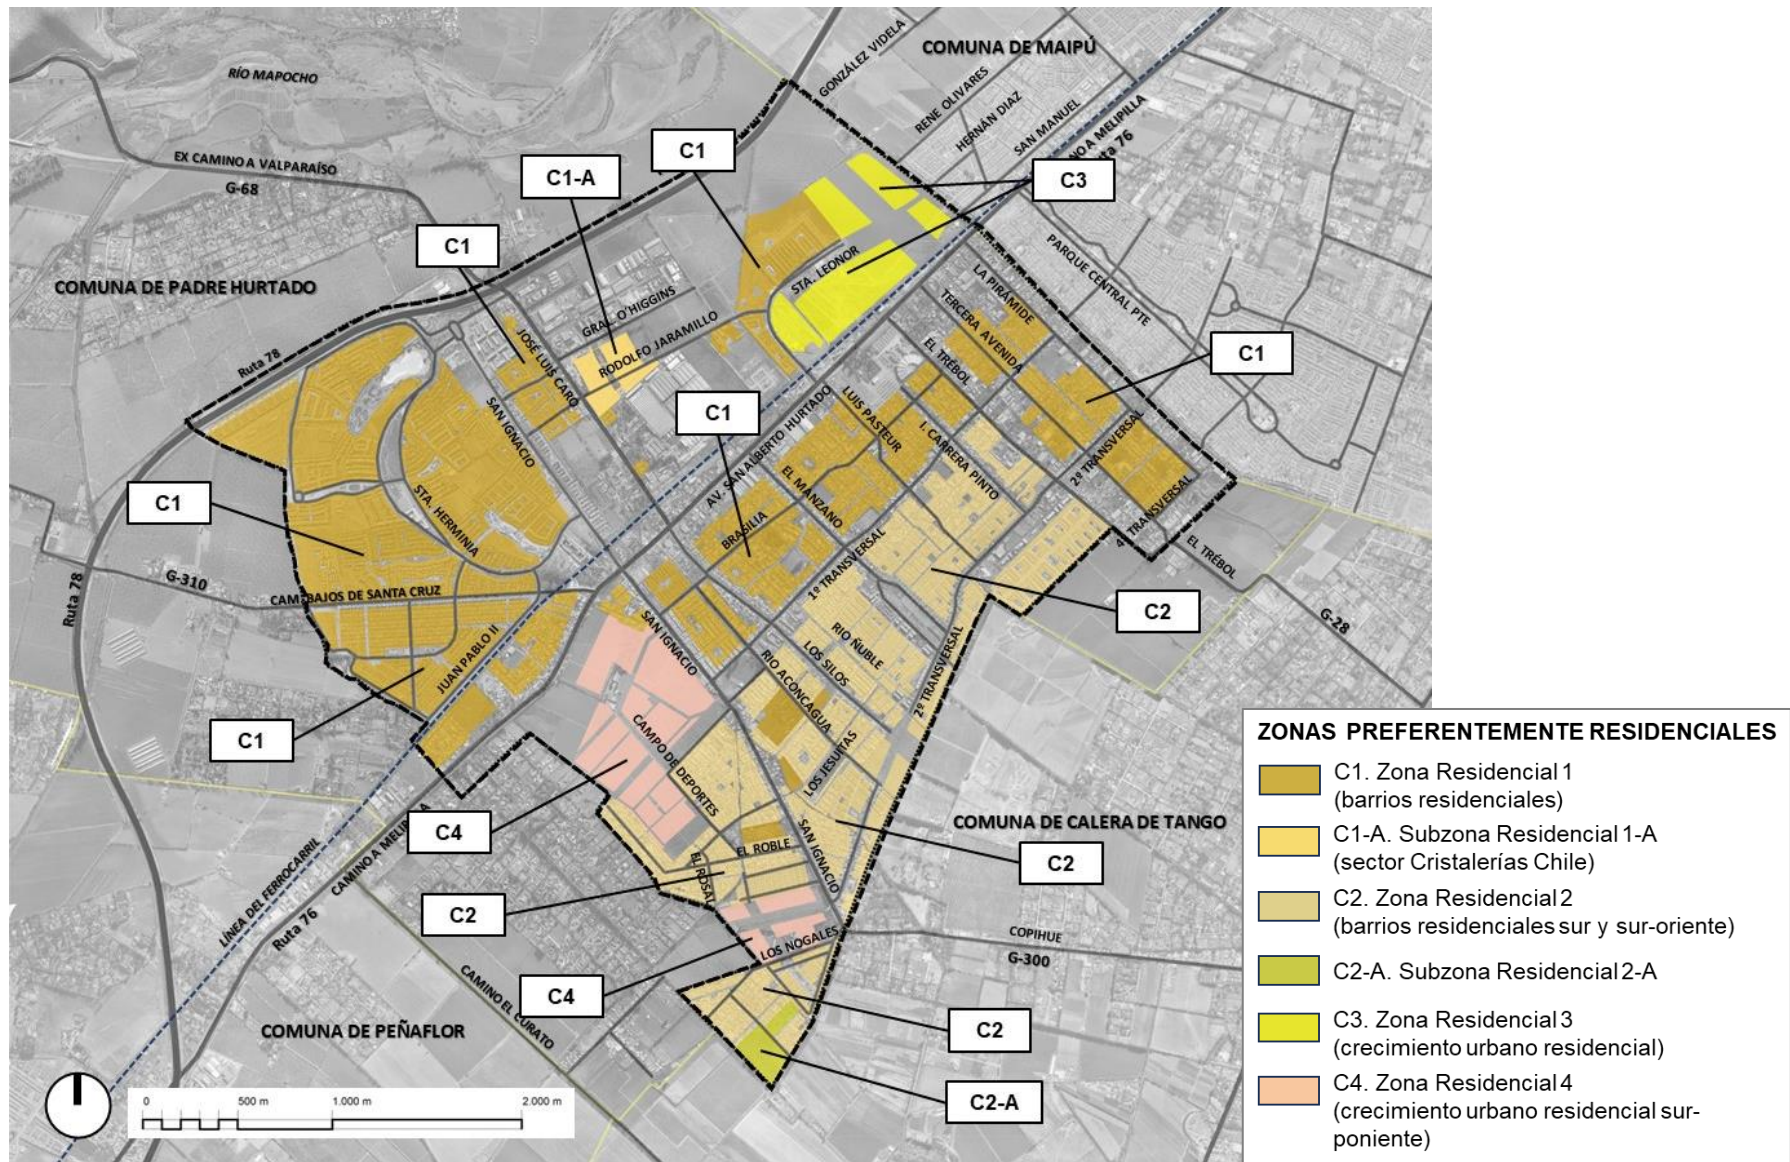 COMUNA DE MAIPÚ
GONZÁLEZ VIDELA
RÍO MAPOCHO
RENE OLIVARES
HERNÁN DIAZ
SAN MANUEL
NO A MELIPILLA
Ruta 76
EX CAMINO A VALPARAÍSO
G-68
C1
C1-A
C3
C1
COMUNA DE PADRE HURTADO
STA. LEONOR
PARQUE CENTRAL PTE
LA PIRÁMIDE
TERCERA AVENIDA
GRAL. O'HIGGINS
JOSÉ LUIS CARO
RODOLFO JARAMILLO
Ruta 78
EL TRÉBOL
C1
C1
LUIS PASTEUR
AV. SAN ALBERTO HURTADO
SAN IGNACIO
I. CARRERA PINTO
2º TRANSVERSAL
EL MANZANO
C1
STA. HERMINIA
BRASILIA
4º TRANSVERSAL
EL TRÉBOL
1º TRANSVERSAL
G-310
CAM. BAJOS DE SANTA CRUZ
Ruta 78
C2
G-28
SAN IGNACIO
RIO ÑUBLE
LOS SILOS
JUAN PABLO II
RIO ACONCAGUA
2º TRANSVERSAL
C1
CAMPO DE DEPORTES
LOS JESUITAS
C4
CAMINO A MELIPILLA
LÍNEA DEL FERROCARRIL
SAN IGNACIO
COMUNA DE CALERA DE TANGO
EL ROBLE
EL ROSAL
C2
C2
Ruta 76
LOS NOGALES
COPIHUE
G-300
CAMINO EL CURATO
C4
COMUNA DE PEÑAFLOR
C2
C2-A
0
500 m
1.000 m
2.000 m
ZONAS PREFERENTEMENTE RESIDENCIALES
C1. Zona Residencial 1
(barrios residenciales)
C1-A. Subzona Residencial 1-A
(sector Cristalerías Chile)
C2. Zona Residencial 2
(barrios residenciales sur y sur-oriente)
C2-A. Subzona Residencial 2-A
C3. Zona Residencial 3
(crecimiento urbano residencial)
C4. Zona Residencial 4
(crecimiento urbano residencial sur-
poniente)